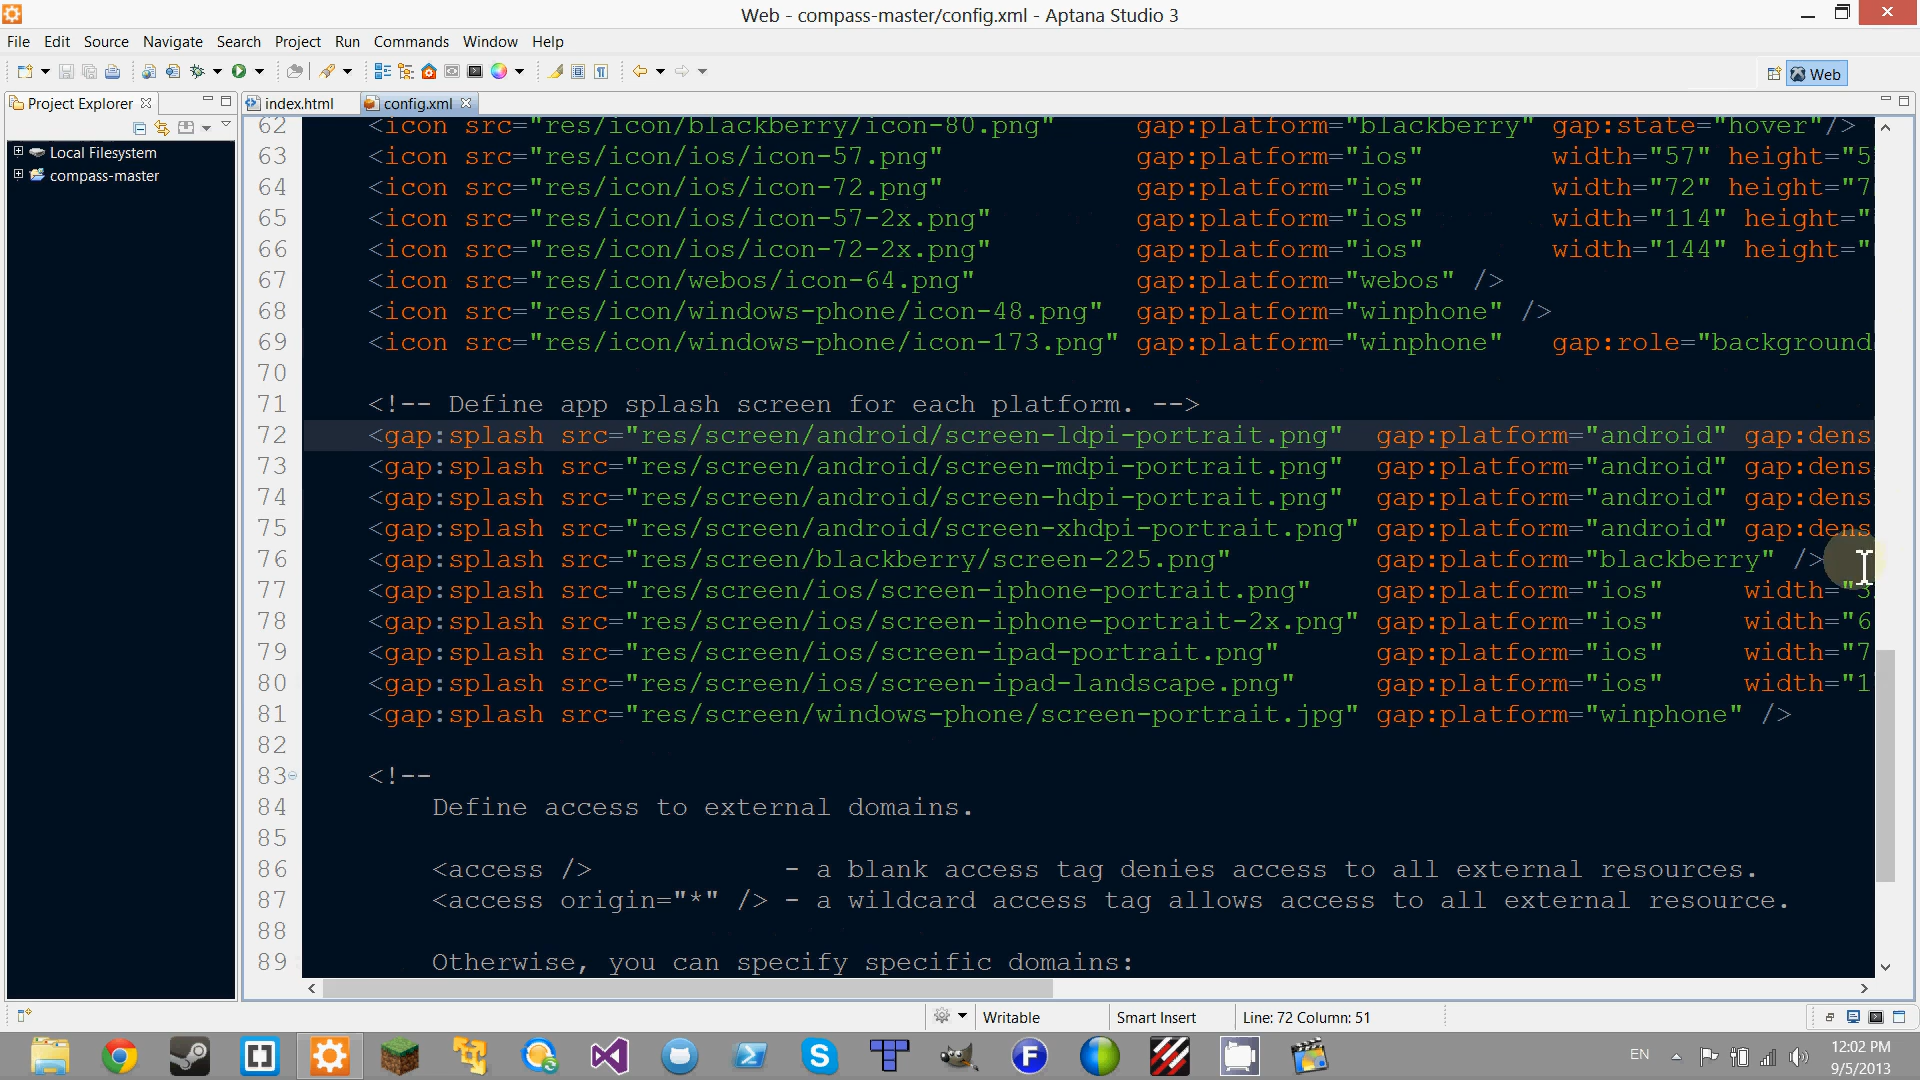 Web - compass-master/config.xml - Aptana Studio 3
File Edit Source Navigate Search Project Run Commands Window Help
Web
Project Explorer
index.html
config.xml
Local Filesystem
compass-master
62 <icon src="res/icon/blackberry/icon-80.png" gap:platform="blackberry" gap:state="hover"/>
63 <icon src="res/icon/ios/icon-57.png" gap:platform="ios" width="57" height="5
64 <icon src="res/icon/ios/icon-72.png" gap:platform="ios" width="72" height="7
65 <icon src="res/icon/ios/icon-57-2x.png" gap:platform="ios" width="114" height="
66 <icon src="res/icon/ios/icon-72-2x.png" gap:platform="ios" width="144" height="
67 <icon src="res/icon/webos/icon-64.png" gap:platform="webos" />
68 <icon src="res/icon/windows-phone/icon-48.png" gap:platform="winphone" />
69 <icon src="res/icon/windows-phone/icon-173.png" gap:platform="winphone" gap:role="background
70
71 <!-- Define app splash screen for each platform. -->
72 <gap:splash src="res/screen/android/screen-ldpi-portrait.png" gap:platform="android" gap:dens
73 <gap:splash src="res/screen/android/screen-mdpi-portrait.png" gap:platform="android" gap:dens
74 <gap:splash src="res/screen/android/screen-hdpi-portrait.png" gap:platform="android" gap:dens
75 <gap:splash src="res/screen/android/screen-xhdpi-portrait.png" gap:platform="android" gap:dens
76 <gap:splash src="res/screen/blackberry/screen-225.png" gap:platform="blackberry" />
77 <gap:splash src="res/screen/ios/screen-iphone-portrait.png" gap:platform="ios" width="3
78 <gap:splash src="res/screen/ios/screen-iphone-portrait-2x.png" gap:platform="ios" width="6
79 <gap:splash src="res/screen/ios/screen-ipad-portrait.png" gap:platform="ios" width="7
80 <gap:splash src="res/screen/ios/screen-ipad-landscape.png" gap:platform="ios" width="1
81 <gap:splash src="res/screen/windows-phone/screen-portrait.jpg" gap:platform="winphone" />
82
83 <!--
84 Define access to external domains.
85
86 <access /> - a blank access tag denies access to all external resources.
87 <access origin="*" /> - a wildcard access tag allows access to all external resource.
88
89 Otherwise, you can specify specific domains:
Writable
Smart Insert
Line: 72 Column: 51
EN
12:02 PM
9/5/2013